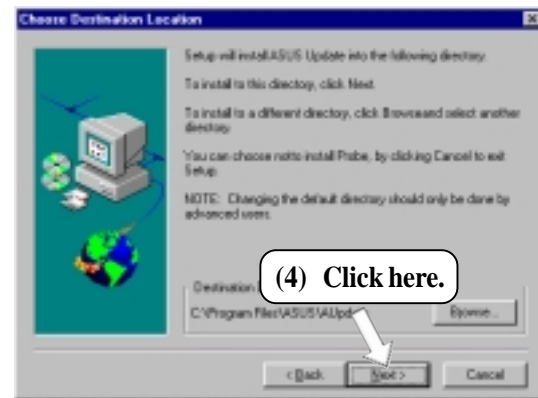 Choose Destination Location
Setup will install ASUS Update into the following directory.
To install to this directory, click Next.
To install to a different directory, click Browse and select another
directory.
You can choose not to install Probe, by clicking Cancel to exit
Setup.
NOTE: Changing the default directory should only be done by
advanced users.
(4) Click here.
Destination
C:\Program Files\ASUS\AUpd
Browse...
< Back
Next >
Cancel